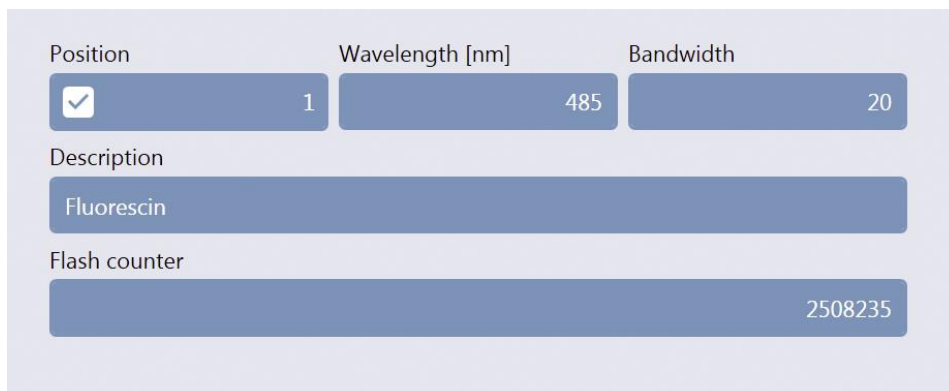 Position Wavelength [nm] Bandwidth
1 485 20
Description
Fluorescin
Flash counter
2508235